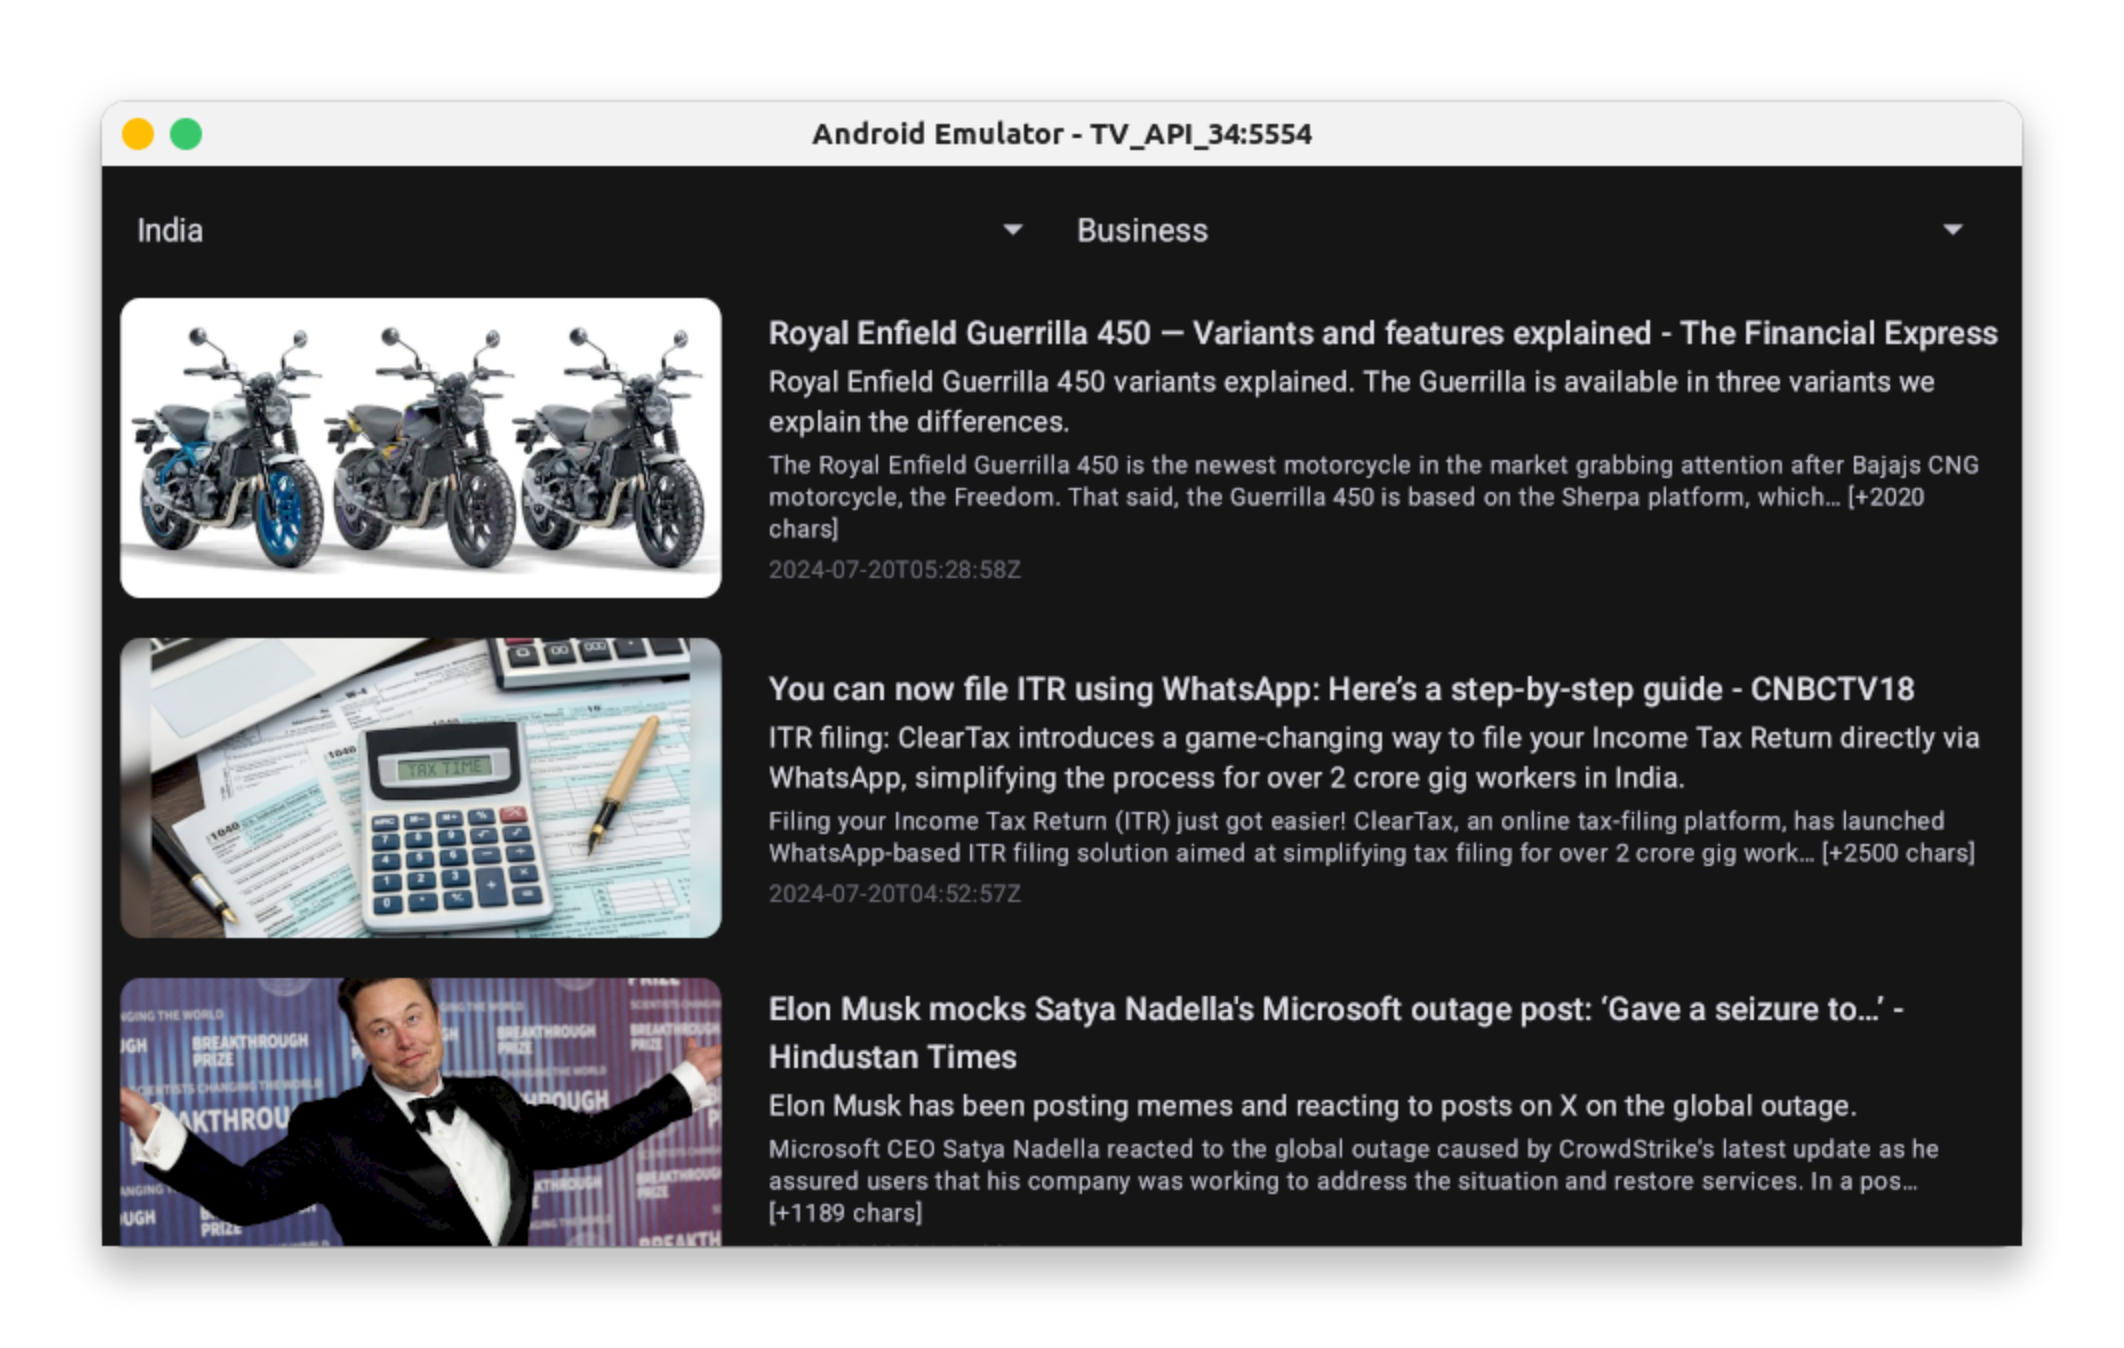 Android Emulator - TV_API_34:5554
India
Business
Royal Enfield Guerrilla 450 — Variants and features explained - The Financial Express
Royal Enfield Guerrilla 450 variants explained. The Guerrilla is available in three variants we
explain the differences.
The Royal Enfield Guerrilla 450 is the newest motorcycle in the market grabbing attention after Bajajs CNG
motorcycle, the Freedom. That said, the Guerrilla 450 is based on the Sherpa platform, which… [+2020
chars]
2024-07-20T05:28:58Z
TAX TIME
1040
1040
You can now file ITR using WhatsApp: Here’s a step-by-step guide - CNBCTV18
ITR filing: ClearTax introduces a game-changing way to file your Income Tax Return directly via
WhatsApp, simplifying the process for over 2 crore gig workers in India.
Filing your Income Tax Return (ITR) just got easier! ClearTax, an online tax-filing platform, has launched
WhatsApp-based ITR filing solution aimed at simplifying tax filing for over 2 crore gig work… [+2500 chars]
2024-07-20T04:52:57Z
BREAKTHROUGH
PRIZE
BREAKTHROUGH
PRIZE
SCIENTISTS CHANGING THE WORLD
Elon Musk mocks Satya Nadella's Microsoft outage post: ‘Gave a seizure to…’ -
Hindustan Times
Elon Musk has been posting memes and reacting to posts on X on the global outage.
Microsoft CEO Satya Nadella reacted to the global outage caused by CrowdStrike's latest update as he
assured users that his company was working to address the situation and restore services. In a pos…
[+1189 chars]